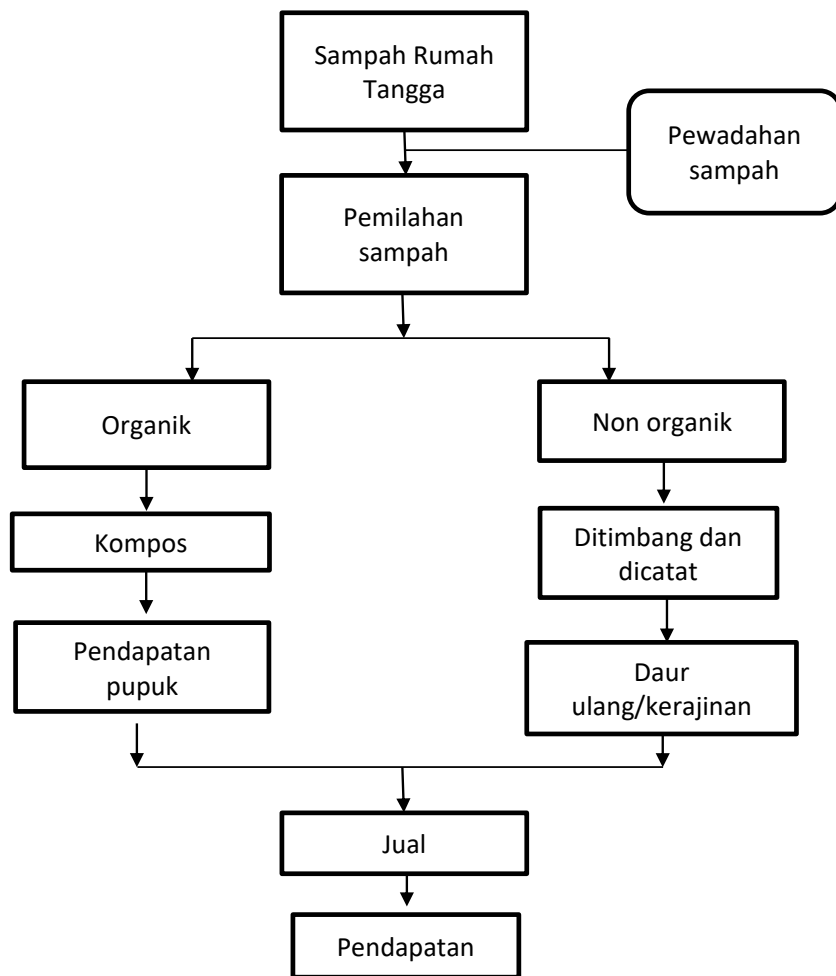 Sampah Rumah
Tangga
Pewadahan
sampah
Pemilahan
sampah
Organik
Non organik
Kompos
Ditimbang dan
dicatat
Pendapatan
pupuk
Daur
ulang/kerajinan
Jual
Pendapatan